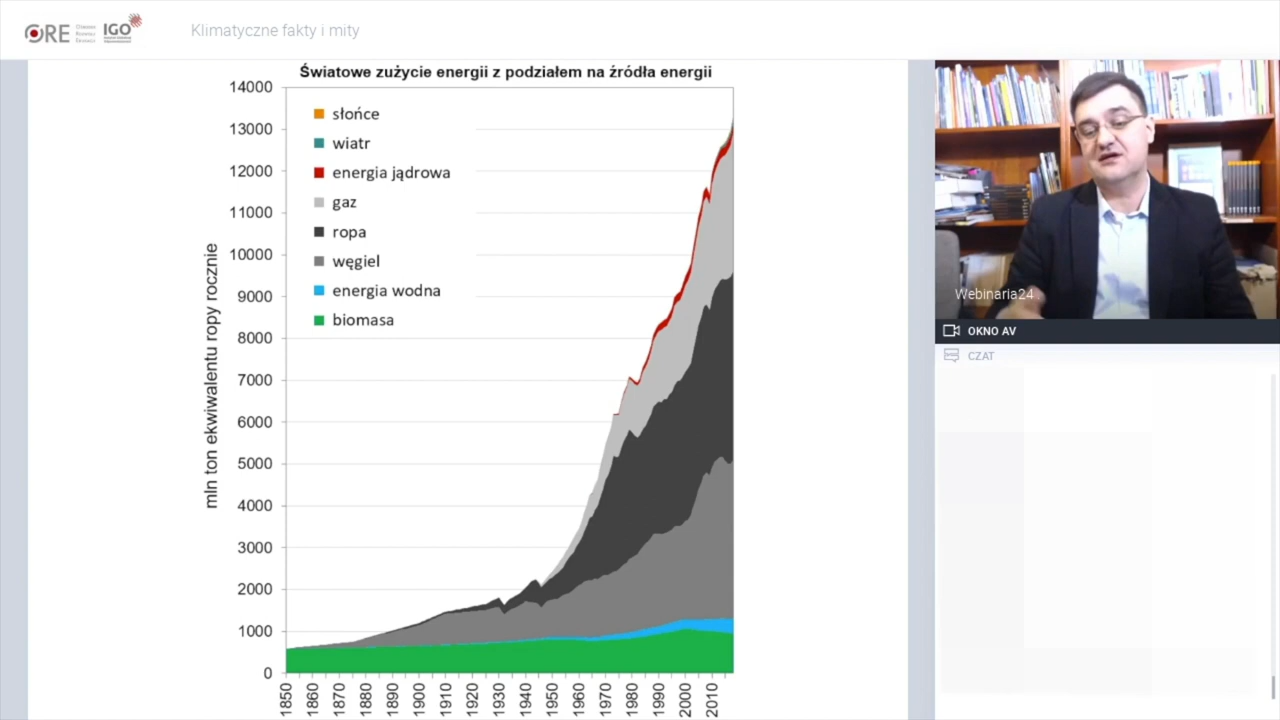 ORE
IGO
Klimatyczne fakty i mity
Światowe zużycie energii z podziałem na źródła energii
mln ton ekwiwalentu ropy rocznie
14000
13000
12000
11000
10000
9000
8000
7000
6000
5000
4000
3000
2000
1000
0
słońce
wiatr
energia jądrowa
gaz
ropa
węgiel
energia wodna
biomasa
1850
1860
1870
1880
1890
1900
1910
1920
1930
1940
1950
1960
1970
1980
1990
2000
2010
Webinaria24
OKNO AV
CZAT